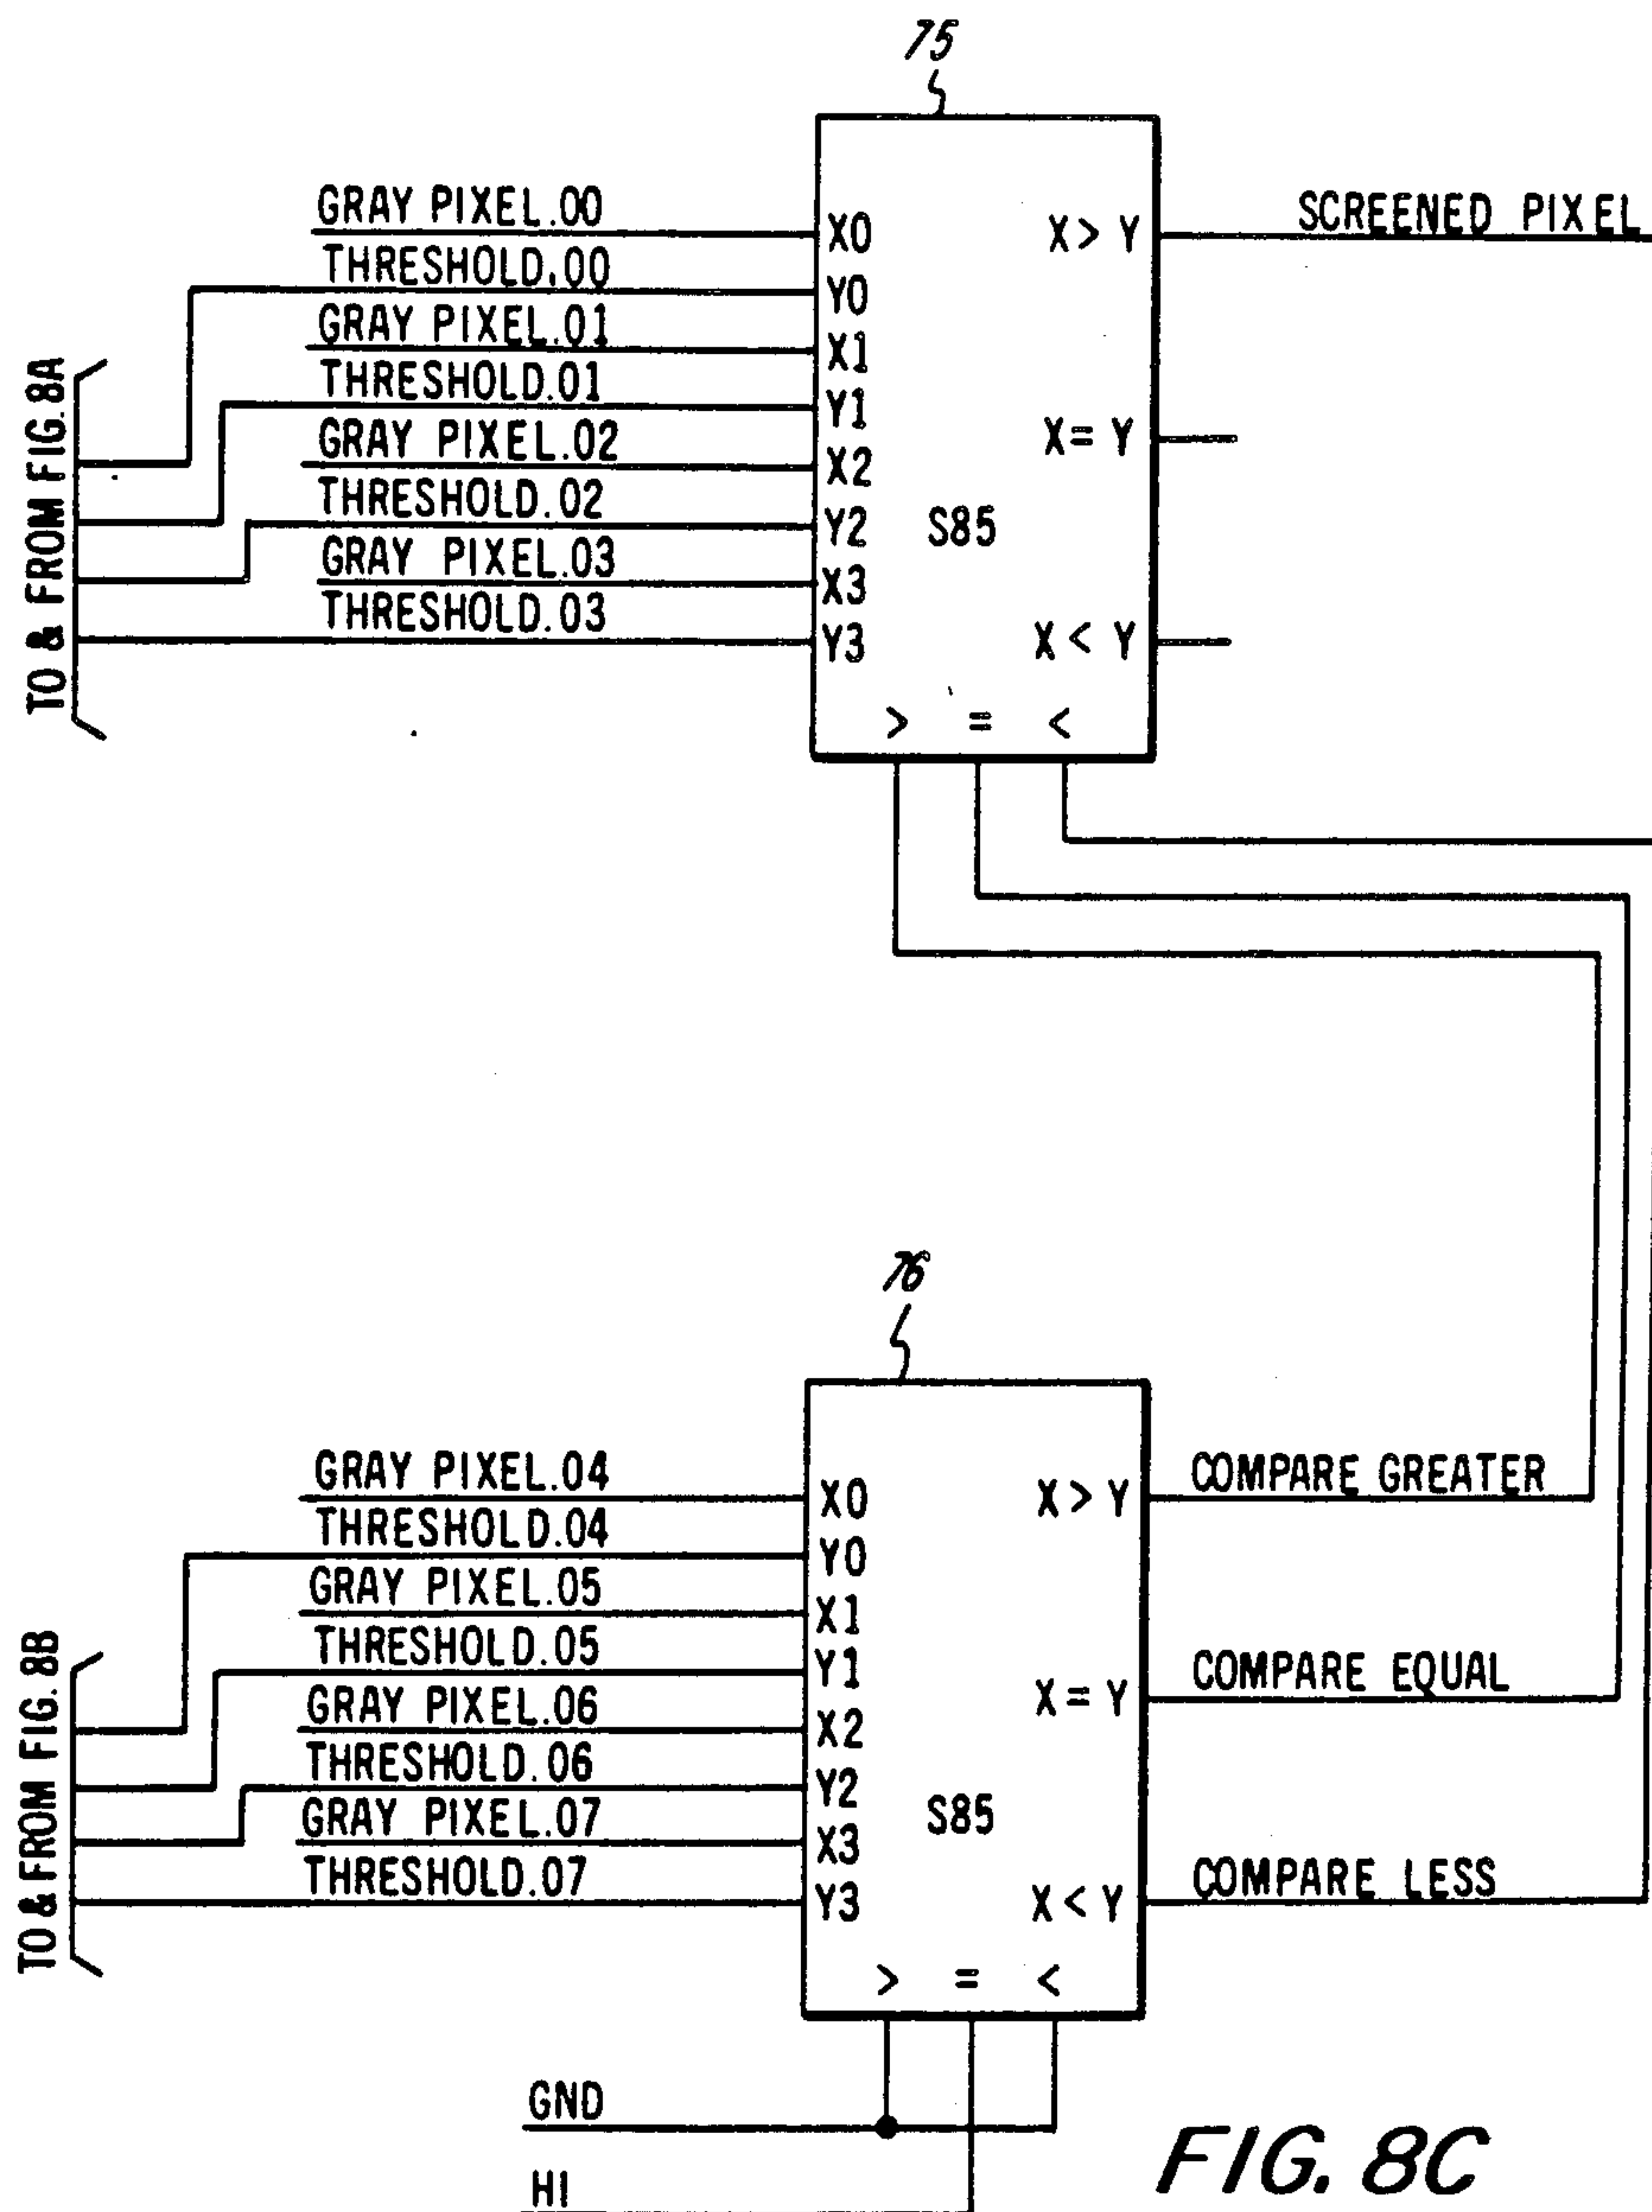 75
GRAY PIXEL.00
THRESHOLD.00
GRAY PIXEL.01
THRESHOLD.01
GRAY PIXEL.02
THRESHOLD.02
GRAY PIXEL.03
THRESHOLD.03
TO & FROM FIG. 8A
X0
Y0
X1
Y1
X2
Y2
X3
Y3
S85
X > Y
X = Y
X < Y
> = <
SCREENED PIXEL
76
GRAY PIXEL.04
THRESHOLD.04
GRAY PIXEL.05
THRESHOLD.05
GRAY PIXEL.06
THRESHOLD.06
GRAY PIXEL.07
THRESHOLD.07
TO & FROM FIG. 8B
X0
Y0
X1
Y1
X2
Y2
X3
Y3
S85
X > Y
X = Y
X < Y
> = <
COMPARE GREATER
COMPARE EQUAL
COMPARE LESS
GND
HI
FIG. 8C